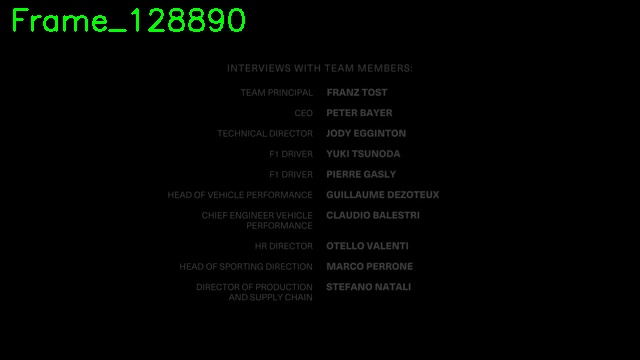 Frame_128890
INTERVIEWS WITH TEAM MEMBERS:
TEAM PRINCIPAL FRANZ TOST
CEO PETER BAYER
TECHNICAL DIRECTOR JODY EGGINTON
F1 DRIVER YUKI TSUNODA
F1 DRIVER PIERRE GASLY
HEAD OF VEHICLE PERFORMANCE GUILLAUME DEZOTEUX
CHIEF ENGINEER VEHICLE CLAUDIO BALESTRI
PERFORMANCE
HR DIRECTOR OTELLO VALENTI
HEAD OF SPORTING DIRECTION MARCO PERRONE
DIRECTOR OF PRODUCTION STEFANO NATALI
AND SUPPLY CHAIN